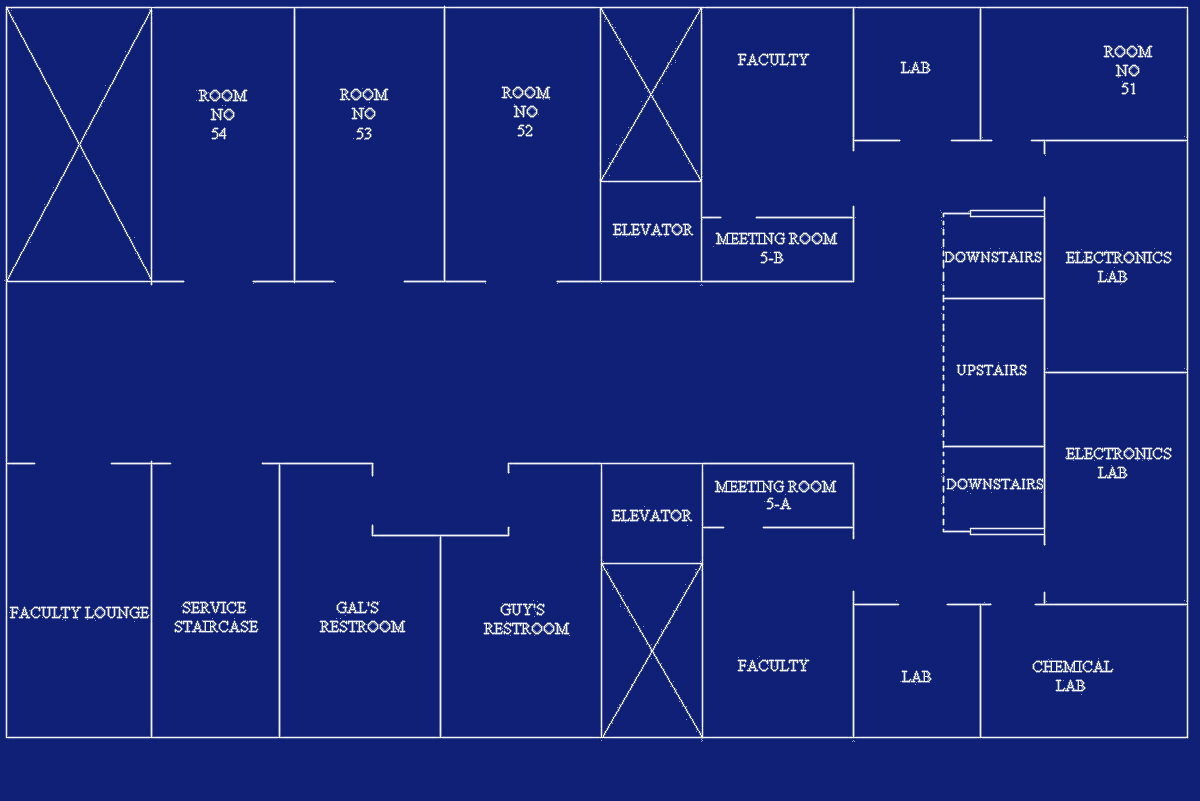 ROOM
NO
54
ROOM
NO
53
ROOM
NO
52
FACULTY
LAB
ROOM
NO
51
ELEVATOR
MEETING ROOM
5-B
DOWNSTAIRS
ELECTRONICS
LAB
UPSTAIRS
ELECTRONICS
LAB
DOWNSTAIRS
MEETING ROOM
5-A
ELEVATOR
FACULTY LOUNGE
SERVICE
STAIRCASE
GAL'S
RESTROOM
GUY'S
RESTROOM
FACULTY
LAB
CHEMICAL
LAB